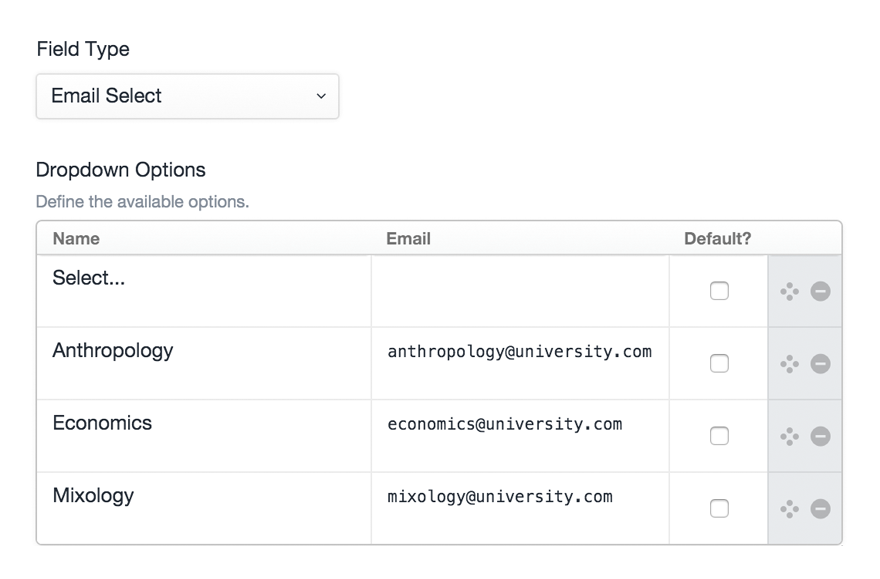 Field Type
Email Select
Dropdown Options
Define the available options.
Name Email Default?
Select...
Anthropology anthropology@university.com
Economics economics@university.com
Mixology mixology@university.com